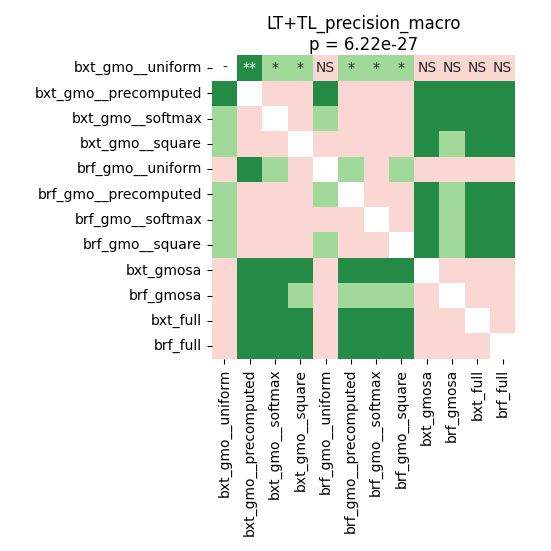 LT+TL_precision_macro
p = 6.22e-27
bxt_gmo__uniform - ** * * NS * * * NS NS NS NS
bxt_gmo__precomputed
bxt_gmo__softmax
bxt_gmo__square
brf_gmo__uniform
brf_gmo__precomputed
brf_gmo__softmax
brf_gmo__square
bxt_gmosa
brf_gmosa
bxt_full
brf_full
bxt_gmo__uniform
bxt_gmo__precomputed
bxt_gmo__softmax
bxt_gmo__square
brf_gmo__uniform
brf_gmo__precomputed
brf_gmo__softmax
brf_gmo__square
bxt_gmosa
brf_gmosa
bxt_full
brf_full